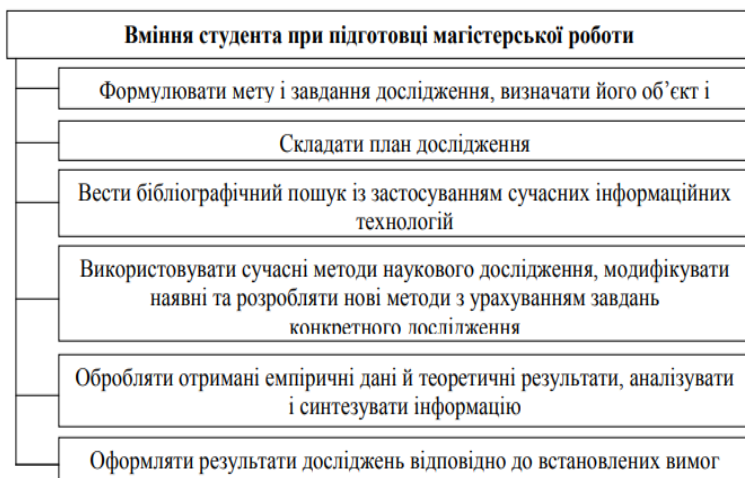 Вміння студента при підготовці магістерської роботи
Формулювати мету і завдання дослідження, визначати його об’єкт і
Складати план дослідження
Вести бібліографічний пошук із застосуванням сучасних інформаційних
технологій
Використовувати сучасні методи наукового дослідження, модифікувати
наявні та розробляти нові методи з урахуванням завдань
конкретного дослідження
Обробляти отримані емпіричні дані й теоретичні результати, аналізувати
і синтезувати інформацію
Оформляти результати досліджень відповідно до встановлених вимог